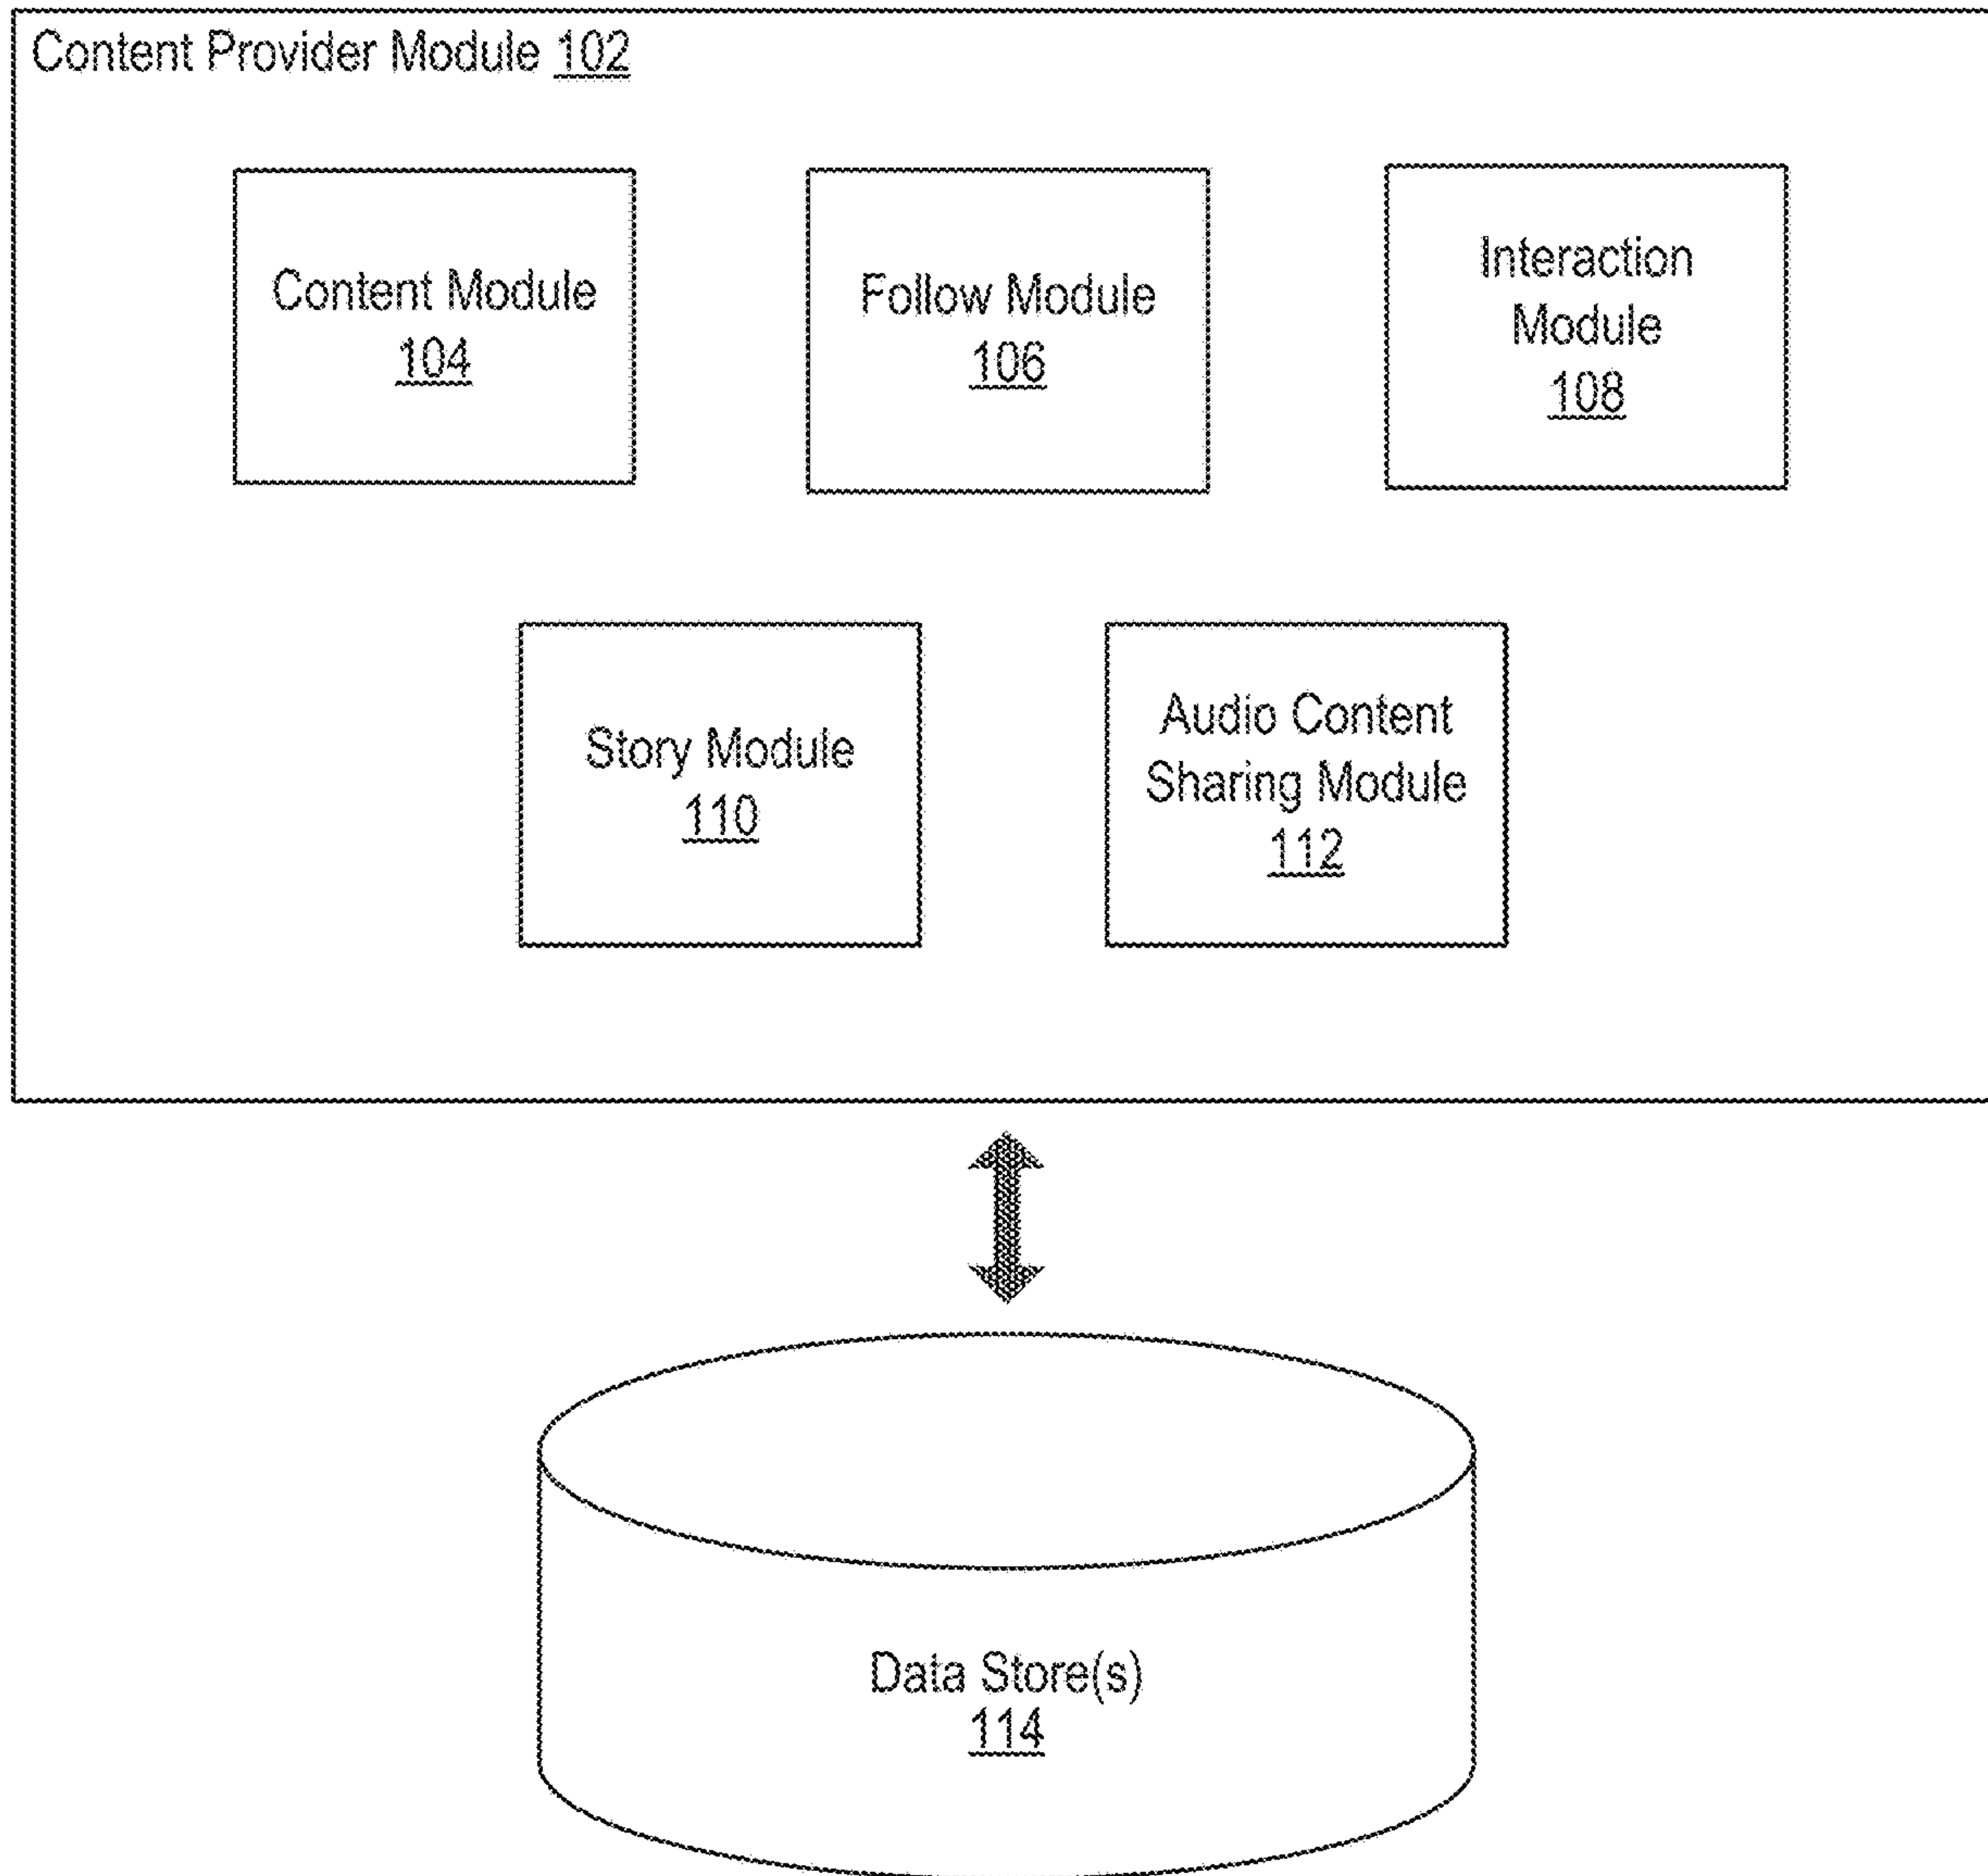 Content Provider Module 102
Content Module
104
Follow Module
106
Interaction
Module
108
Story Module
110
Audio Content
Sharing Module
112
Data Store(s)
114